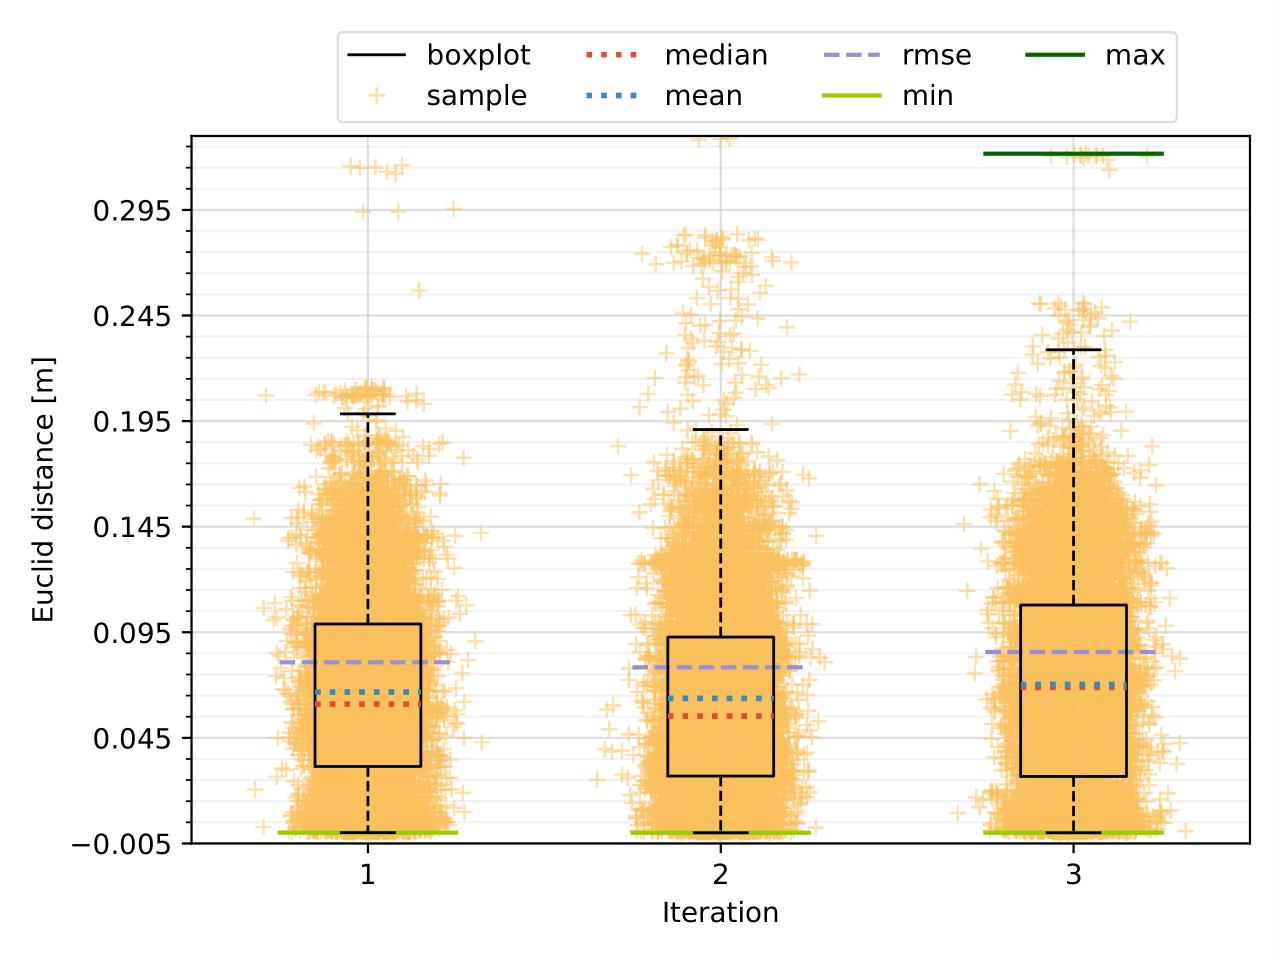 boxplot median rmse max
sample mean min
0.295
0.245
0.195
0.145
0.095
0.045
−0.005
Euclid distance [m]
1 2 3
Iteration